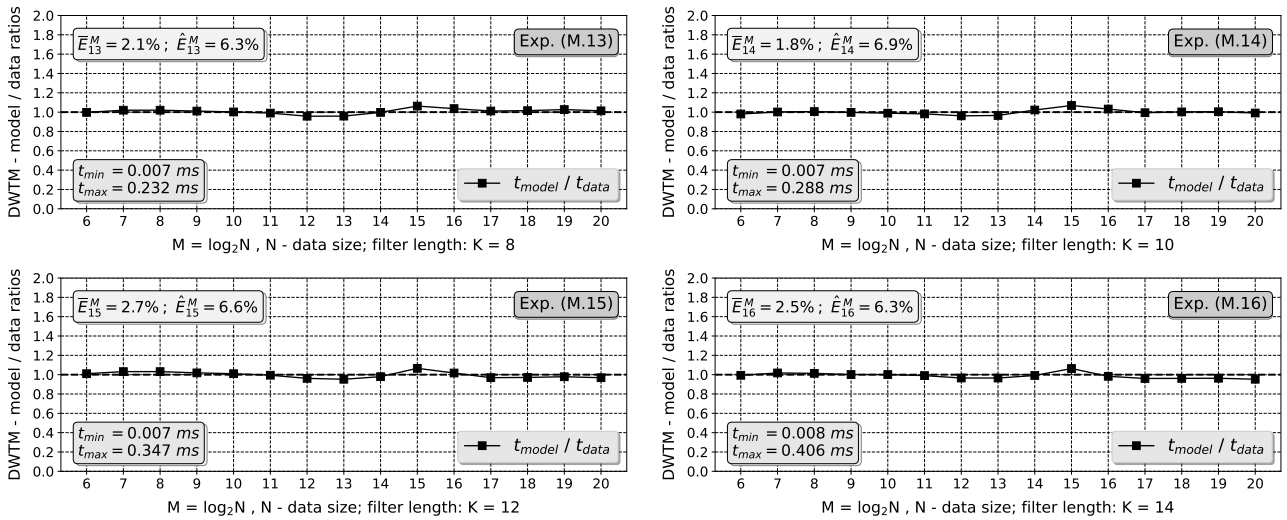 DWTM - model / data ratios
2.0
1.8
1.6
1.4
1.2
1.0
0.8
0.6
0.4
0.2
0.0
E̅₁₃ᴹ = 2.1% ; Ê₁₃ᴹ = 6.3%
Exp. (M.13)
t_min = 0.007 ms
t_max = 0.232 ms
t_model / t_data
6 7 8 9 10 11 12 13 14 15 16 17 18 19 20
M = log₂N , N - data size; filter length: K = 8
DWTM - model / data ratios
2.0
1.8
1.6
1.4
1.2
1.0
0.8
0.6
0.4
0.2
0.0
E̅₁₄ᴹ = 1.8% ; Ê₁₄ᴹ = 6.9%
Exp. (M.14)
t_min = 0.007 ms
t_max = 0.288 ms
t_model / t_data
6 7 8 9 10 11 12 13 14 15 16 17 18 19 20
M = log₂N , N - data size; filter length: K = 10
DWTM - model / data ratios
2.0
1.8
1.6
1.4
1.2
1.0
0.8
0.6
0.4
0.2
0.0
E̅₁₅ᴹ = 2.7% ; Ê₁₅ᴹ = 6.6%
Exp. (M.15)
t_min = 0.007 ms
t_max = 0.347 ms
t_model / t_data
6 7 8 9 10 11 12 13 14 15 16 17 18 19 20
M = log₂N , N - data size; filter length: K = 12
DWTM - model / data ratios
2.0
1.8
1.6
1.4
1.2
1.0
0.8
0.6
0.4
0.2
0.0
E̅₁₆ᴹ = 2.5% ; Ê₁₆ᴹ = 6.3%
Exp. (M.16)
t_min = 0.008 ms
t_max = 0.406 ms
t_model / t_data
6 7 8 9 10 11 12 13 14 15 16 17 18 19 20
M = log₂N , N - data size; filter length: K = 14